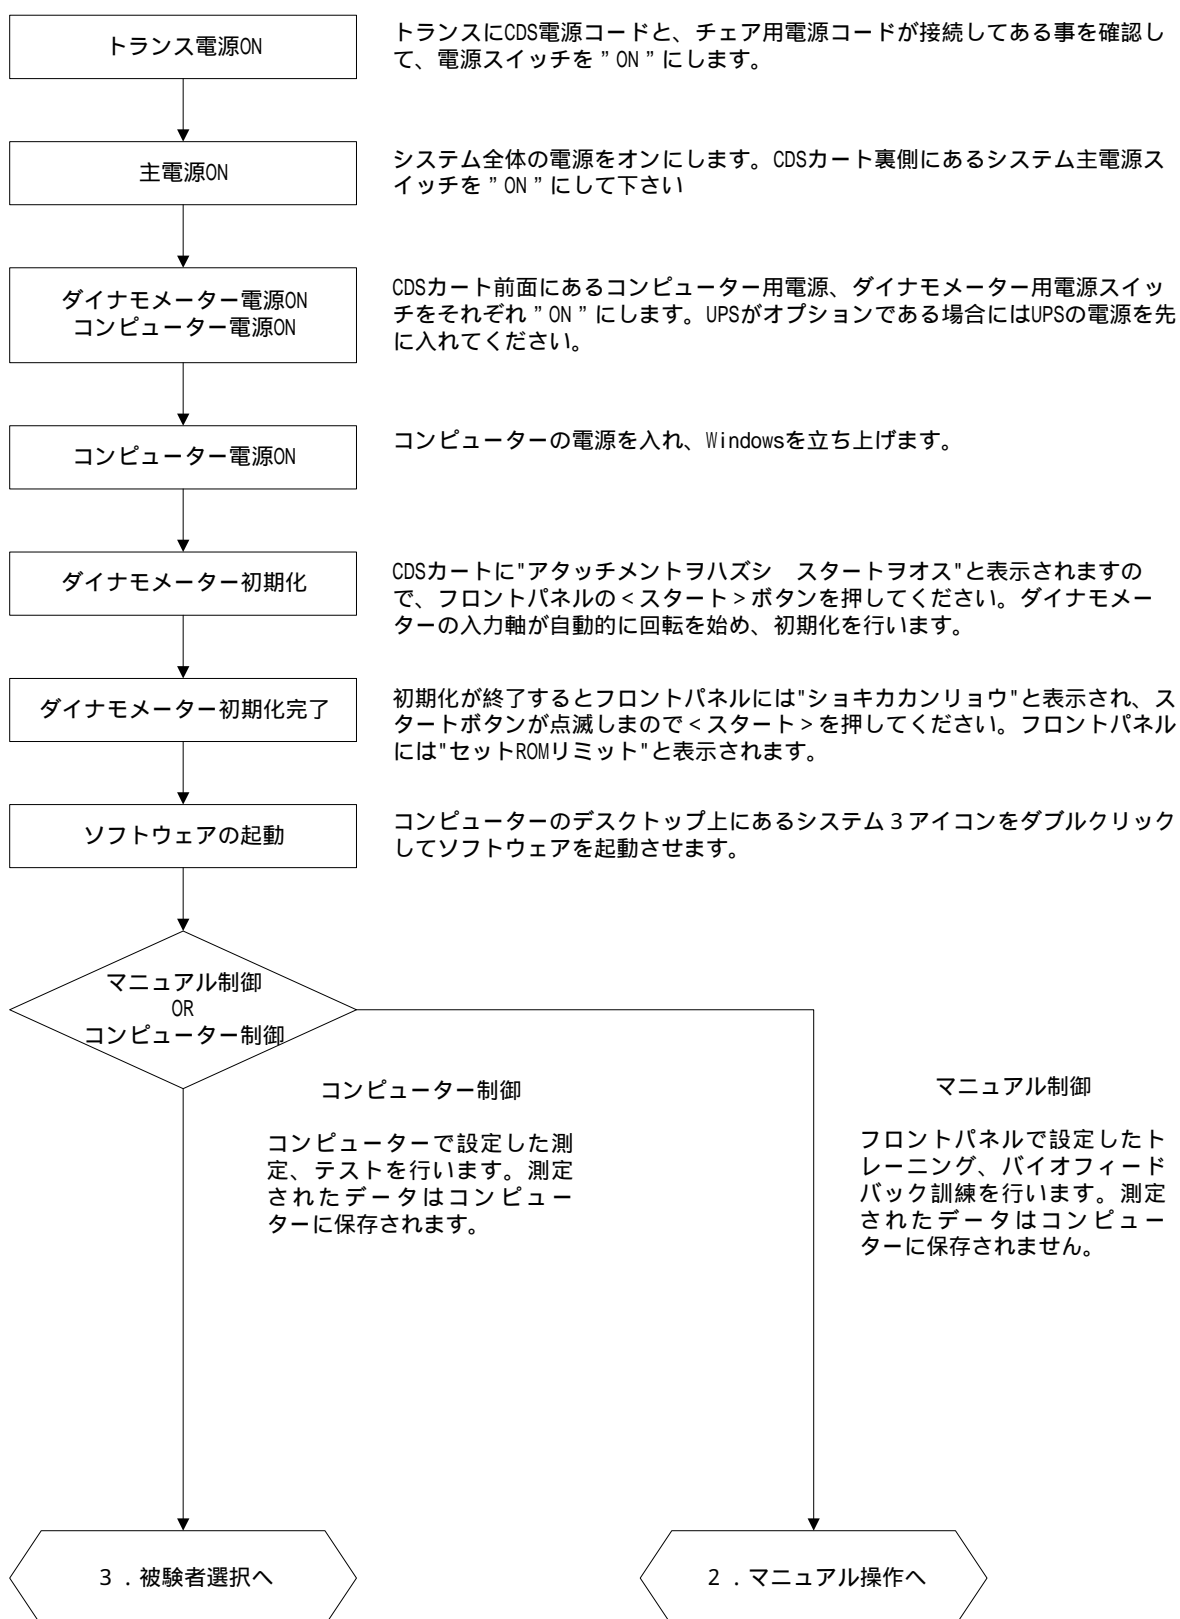 トランス電源ON
トランスにCDS電源コードと、チェア用電源コードが接続してある事を確認し
て、電源スイッチを”ON”にします。
主電源ON
システム全体の電源をオンにします。CDSカート裏側にあるシステム主電源ス
イッチを”ON”にして下さい
ダイナモメーター電源ON
コンピューター電源ON
CDSカート前面にあるコンピューター用電源、ダイナモメーター用電源スイッ
チをそれぞれ”ON”にします。UPSがオプションである場合にはUPSの電源を先
に入れてください。
コンピューター電源ON
コンピューターの電源を入れ、Windowsを立ち上げます。
ダイナモメーター初期化
CDSカートに"アタッチメントヲハズシ　スタートヲオス"と表示されますの
で、フロントパネルの＜スタート＞ボタンを押してください。ダイナモメー
ターの入力軸が自動的に回転を始め、初期化を行います。
ダイナモメーター初期化完了
初期化が終了するとフロントパネルには"ショキカカンリョウ"と表示され、ス
タートボタンが点滅しまので＜スタート＞を押してください。フロントパネル
には"セットROMリミット"と表示されます。
ソフトウェアの起動
コンピューターのデスクトップ上にあるシステム３アイコンをダブルクリック
してソフトウェアを起動させます。
マニュアル制御
OR
コンピューター制御
コンピューター制御
コンピューターで設定した測
定、テストを行います。測定
されたデータはコンピュー
ターに保存されます。
マニュアル制御
フロントパネルで設定したト
レーニング、バイオフィード
バック訓練を行います。測定
されたデータはコンピュー
ターに保存されません。
３．被験者選択へ
２．マニュアル操作へ